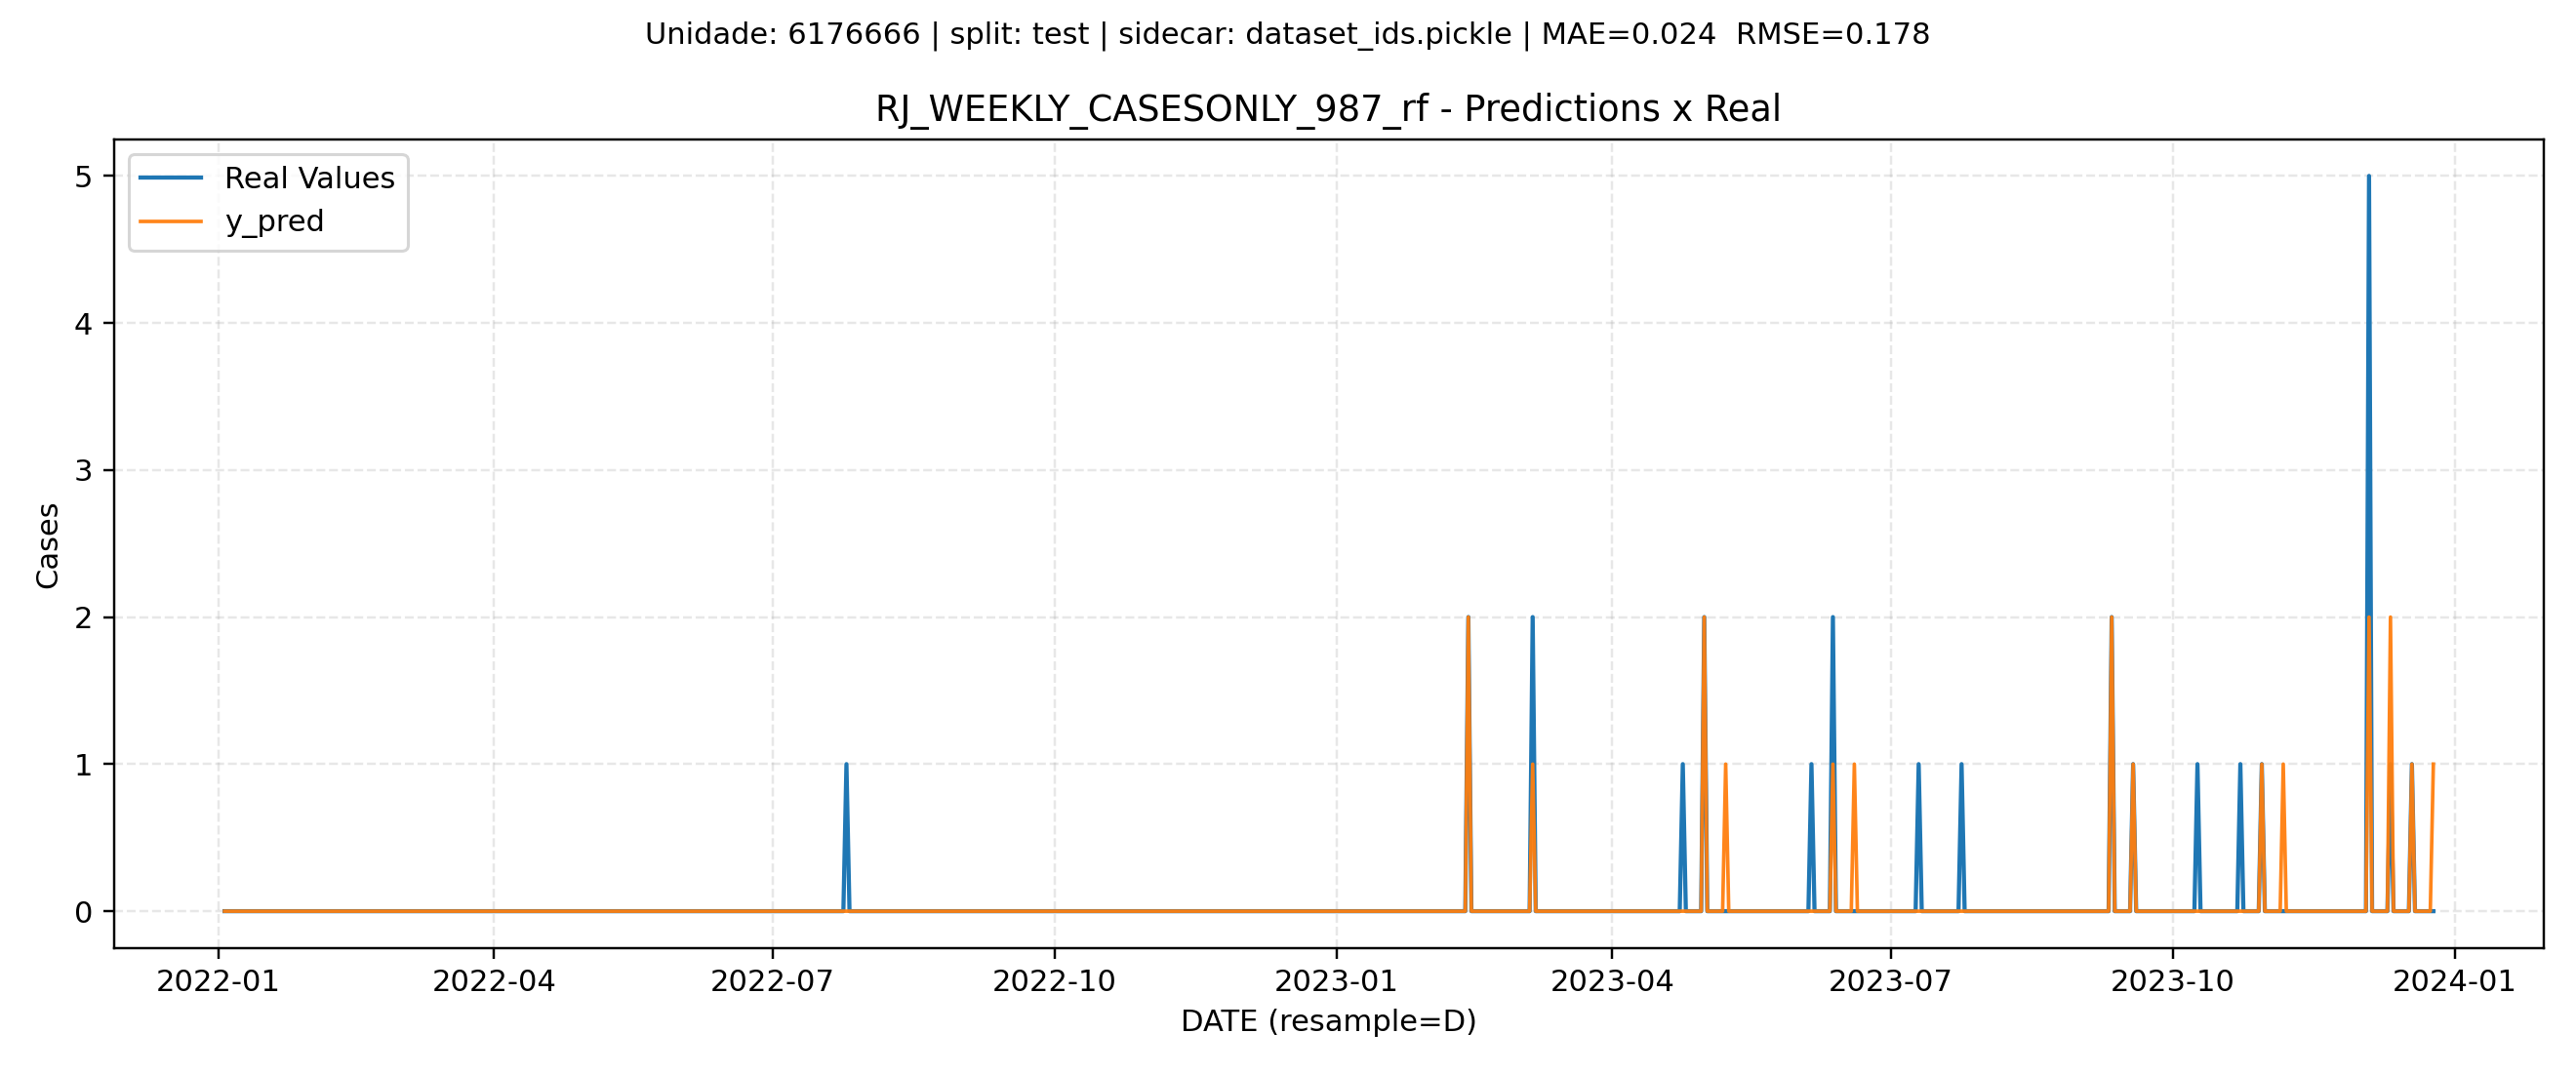 Unidade: 6176666 | split: test | sidecar: dataset_ids.pickle | MAE=0.024  RMSE=0.178
RJ_WEEKLY_CASESONLY_987_rf - Predictions x Real
Real Values
y_pred
5
4
3
2
1
0
Cases
2022-01 2022-04 2022-07 2022-10 2023-01 2023-04 2023-07 2023-10 2024-01
DATE (resample=D)